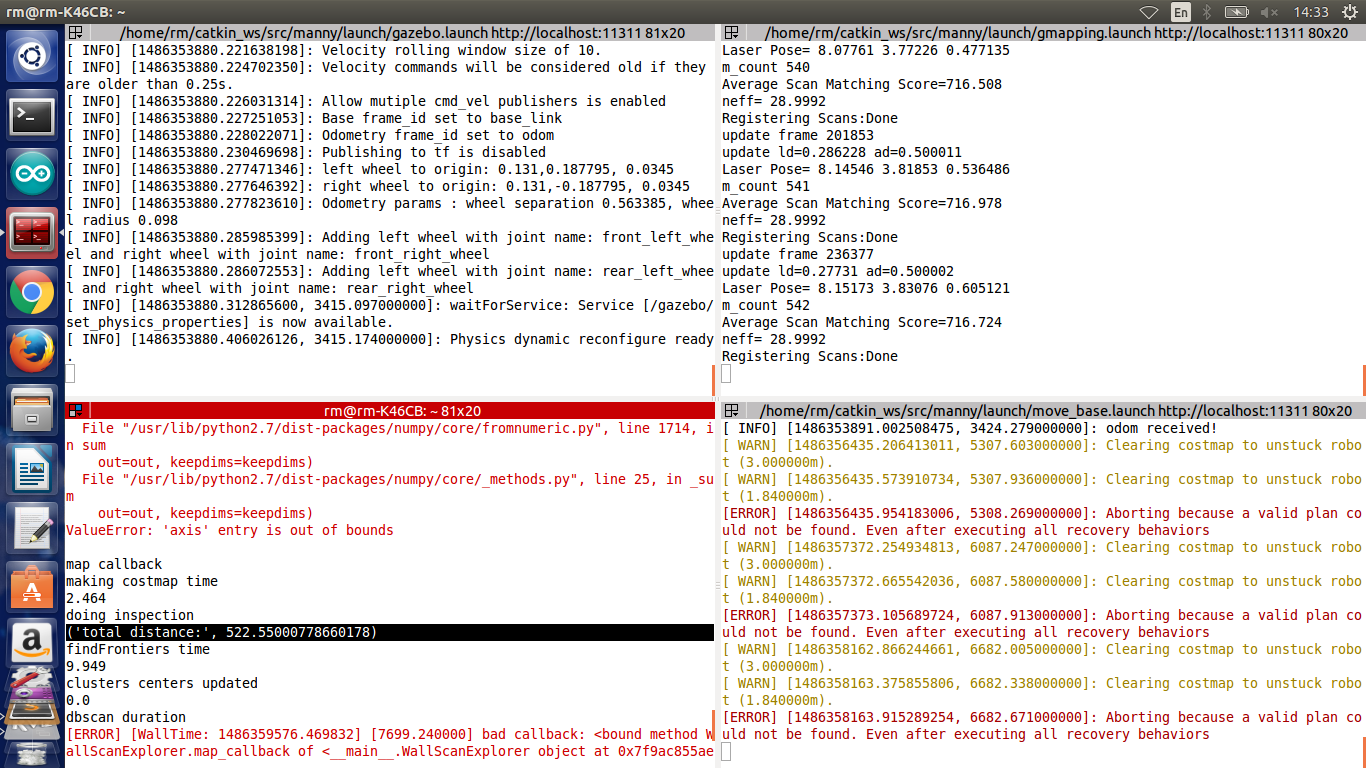 rm@rm-K46CB: ~
En
14:33
/home/rm/catkin_ws/src/manny/launch/gazebo.launch http://localhost:11311 81x20
[ INFO] [1486353880.221638198]: Velocity rolling window size of 10.
[ INFO] [1486353880.224702350]: Velocity commands will be considered old if they
are older than 0.25s.
[ INFO] [1486353880.226031314]: Allow mutiple cmd_vel publishers is enabled
[ INFO] [1486353880.227251053]: Base frame_id set to base_link
[ INFO] [1486353880.228022071]: Odometry frame_id set to odom
[ INFO] [1486353880.230469698]: Publishing to tf is disabled
[ INFO] [1486353880.277471346]: left wheel to origin: 0.131,0.187795, 0.0345
[ INFO] [1486353880.277646392]: right wheel to origin: 0.131,-0.187795, 0.0345
[ INFO] [1486353880.277823610]: Odometry params : wheel separation 0.563385, whee
l radius 0.098
[ INFO] [1486353880.285985399]: Adding left wheel with joint name: front_left_whe
el and right wheel with joint name: front_right_wheel
[ INFO] [1486353880.286072553]: Adding left wheel with joint name: rear_left_whee
l and right wheel with joint name: rear_right_wheel
[ INFO] [1486353880.312865600, 3415.097000000]: waitForService: Service [/gazebo/
set_physics_properties] is now available.
[ INFO] [1486353880.406026126, 3415.174000000]: Physics dynamic reconfigure ready
.
/home/rm/catkin_ws/src/manny/launch/gmapping.launch http://localhost:11311 80x20
Laser Pose= 8.07761 3.77226 0.477135
m_count 540
Average Scan Matching Score=716.508
neff= 28.9992
Registering Scans:Done
update frame 201853
update ld=0.286228 ad=0.500011
Laser Pose= 8.14546 3.81853 0.536486
m_count 541
Average Scan Matching Score=716.978
neff= 28.9992
Registering Scans:Done
update frame 236377
update ld=0.27731 ad=0.500002
Laser Pose= 8.15173 3.83076 0.605121
m_count 542
Average Scan Matching Score=716.724
neff= 28.9992
Registering Scans:Done
rm@rm-K46CB: ~ 81x20
File "/usr/lib/python2.7/dist-packages/numpy/core/fromnumeric.py", line 1714, i
n sum
out=out, keepdims=keepdims)
File "/usr/lib/python2.7/dist-packages/numpy/core/_methods.py", line 25, in _su
m
out=out, keepdims=keepdims)
ValueError: 'axis' entry is out of bounds
map callback
making costmap time
2.464
doing inspection
('total distance:', 522.55000778660178)
findFrontiers time
9.949
clusters centers updated
0.0
dbscan duration
[ERROR] [WallTime: 1486359576.469832] [7699.240000] bad callback: <bound method W
allScanExplorer.map_callback of <__main__.WallScanExplorer object at 0x7f9ac855ae
/home/rm/catkin_ws/src/manny/launch/move_base.launch http://localhost:11311 80x20
[ INFO] [1486353891.002508475, 3424.279000000]: odom received!
[ WARN] [1486356435.206413011, 5307.603000000]: Clearing costmap to unstuck robo
t (3.000000m).
[ WARN] [1486356435.573910734, 5307.936000000]: Clearing costmap to unstuck robo
t (1.840000m).
[ERROR] [1486356435.954183006, 5308.269000000]: Aborting because a valid plan co
uld not be found. Even after executing all recovery behaviors
[ WARN] [1486357372.254934813, 6087.247000000]: Clearing costmap to unstuck robo
t (3.000000m).
[ WARN] [1486357372.665542036, 6087.580000000]: Clearing costmap to unstuck robo
t (1.840000m).
[ERROR] [1486357373.105689724, 6087.913000000]: Aborting because a valid plan co
uld not be found. Even after executing all recovery behaviors
[ WARN] [1486358162.866244661, 6682.005000000]: Clearing costmap to unstuck robo
t (3.000000m).
[ WARN] [1486358163.375855806, 6682.338000000]: Clearing costmap to unstuck robo
t (1.840000m).
[ERROR] [1486358163.915289254, 6682.671000000]: Aborting because a valid plan co
uld not be found. Even after executing all recovery behaviors